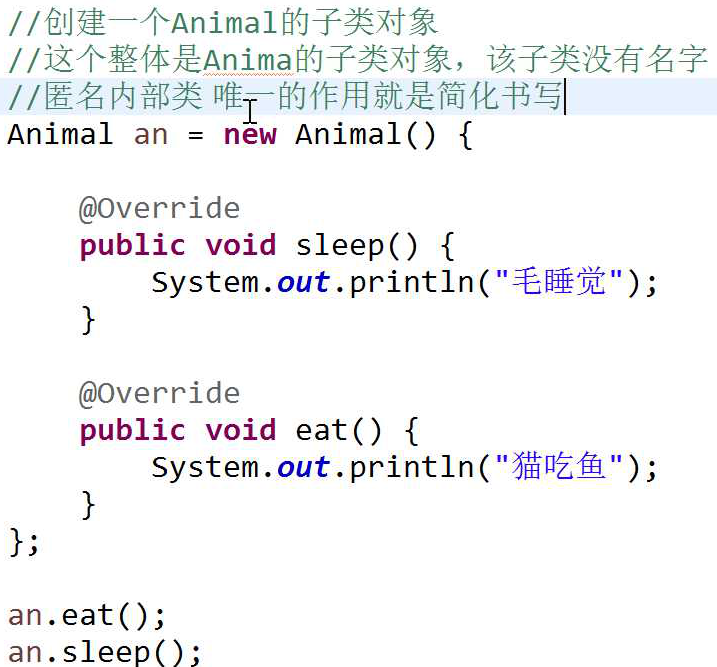 //创建一个Animal的子类对象
//这个整体是Anima的子类对象，该子类没有名字
//匿名内部类 唯一的作用就是简化书写
Animal an = new Animal() {
@Override
public void sleep() {
System.out.println("毛睡觉");
}
@Override
public void eat() {
System.out.println("猫吃鱼");
}
};
an.eat();
an.sleep();